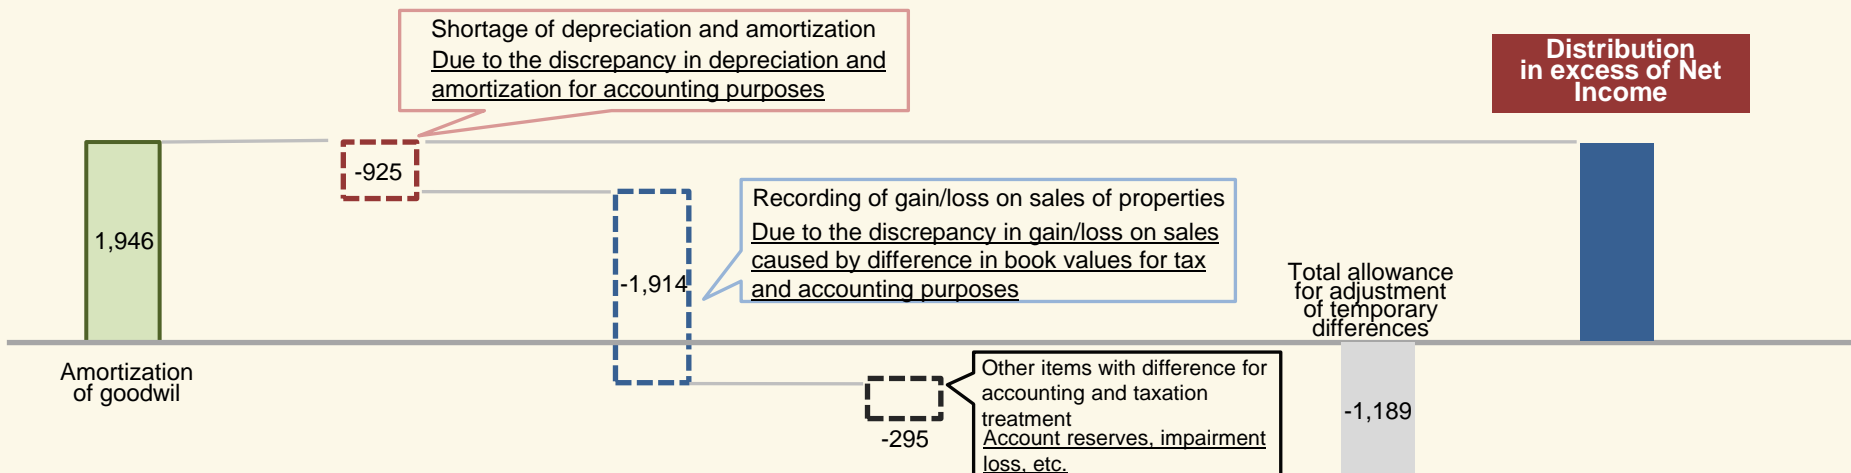 Shortage of depreciation and amortization
Due to the discrepancy in depreciation and
amortization for accounting purposes
Distribution
in excess of Net
Income
-925
1,946
Recording of gain/loss on sales of properties
Due to the discrepancy in gain/loss on sales
caused by difference in book values for tax
and accounting purposes
-1,914
Total allowance
for adjustment
of temporary
differences
Amortization
of goodwil
Other items with difference for
accounting and taxation
treatment
Account reserves, impairment
loss, etc.
-295
-1,189